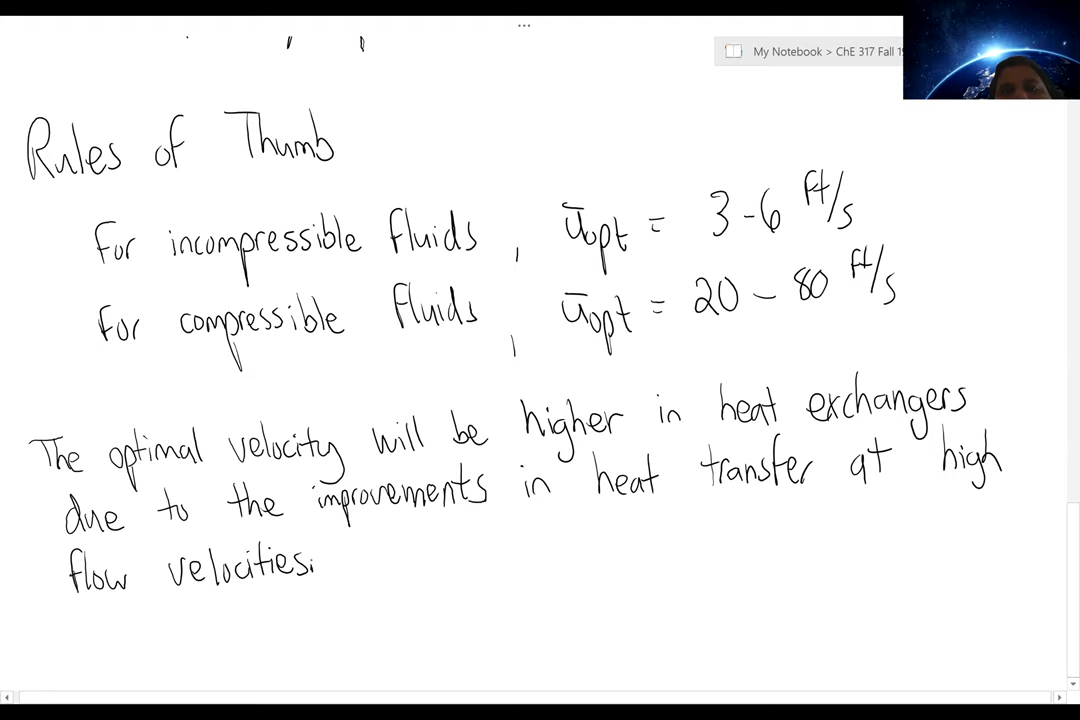 My Notebook > ChE 317 Fall
Rules of Thumb
For incompressible fluids, ūopt = 3-6 ft/s
For compressible fluids, ūopt = 20-80 ft/s
The optimal velocity will be higher in heat exchangers
due to the improvements in heat transfer at high
flow velocities.